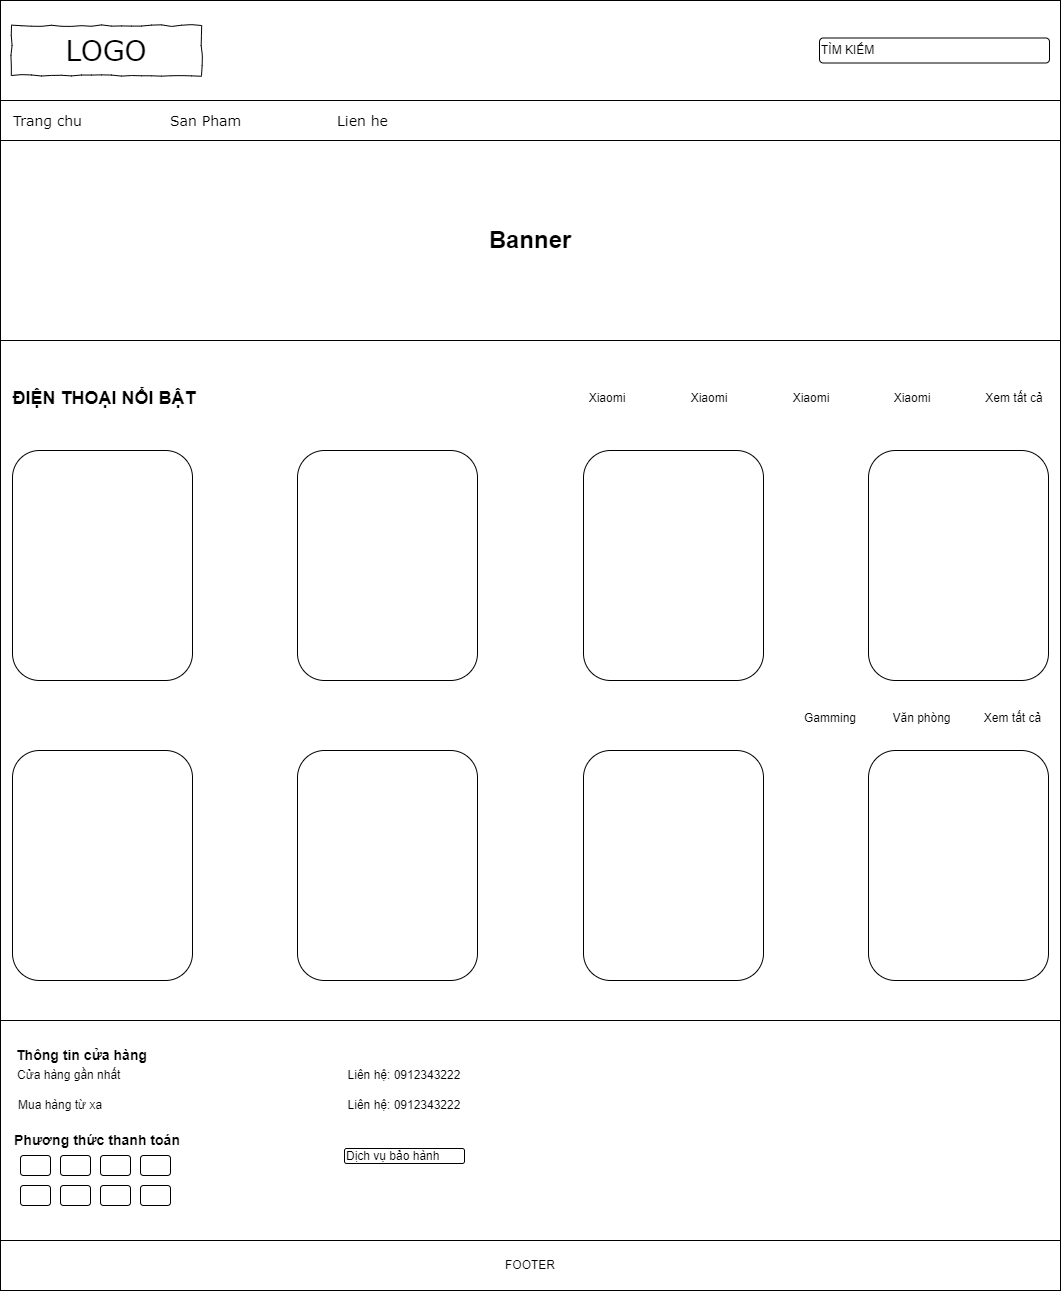 LOGO
TÌM KIẾM
Trang chu
San Pham
Lien he
Banner
ĐIỆN THOẠI NỔI BẬT
Xiaomi
Xiaomi
Xiaomi
Xiaomi
Xem tất cả
Gamming
Văn phòng
Xem tất cả
Thông tin cửa hàng
Cửa hàng gần nhất
Liên hệ: 0912343222
Mua hàng từ xa
Liên hệ: 0912343222
Phương thức thanh toán
Dịch vụ bảo hành
FOOTER